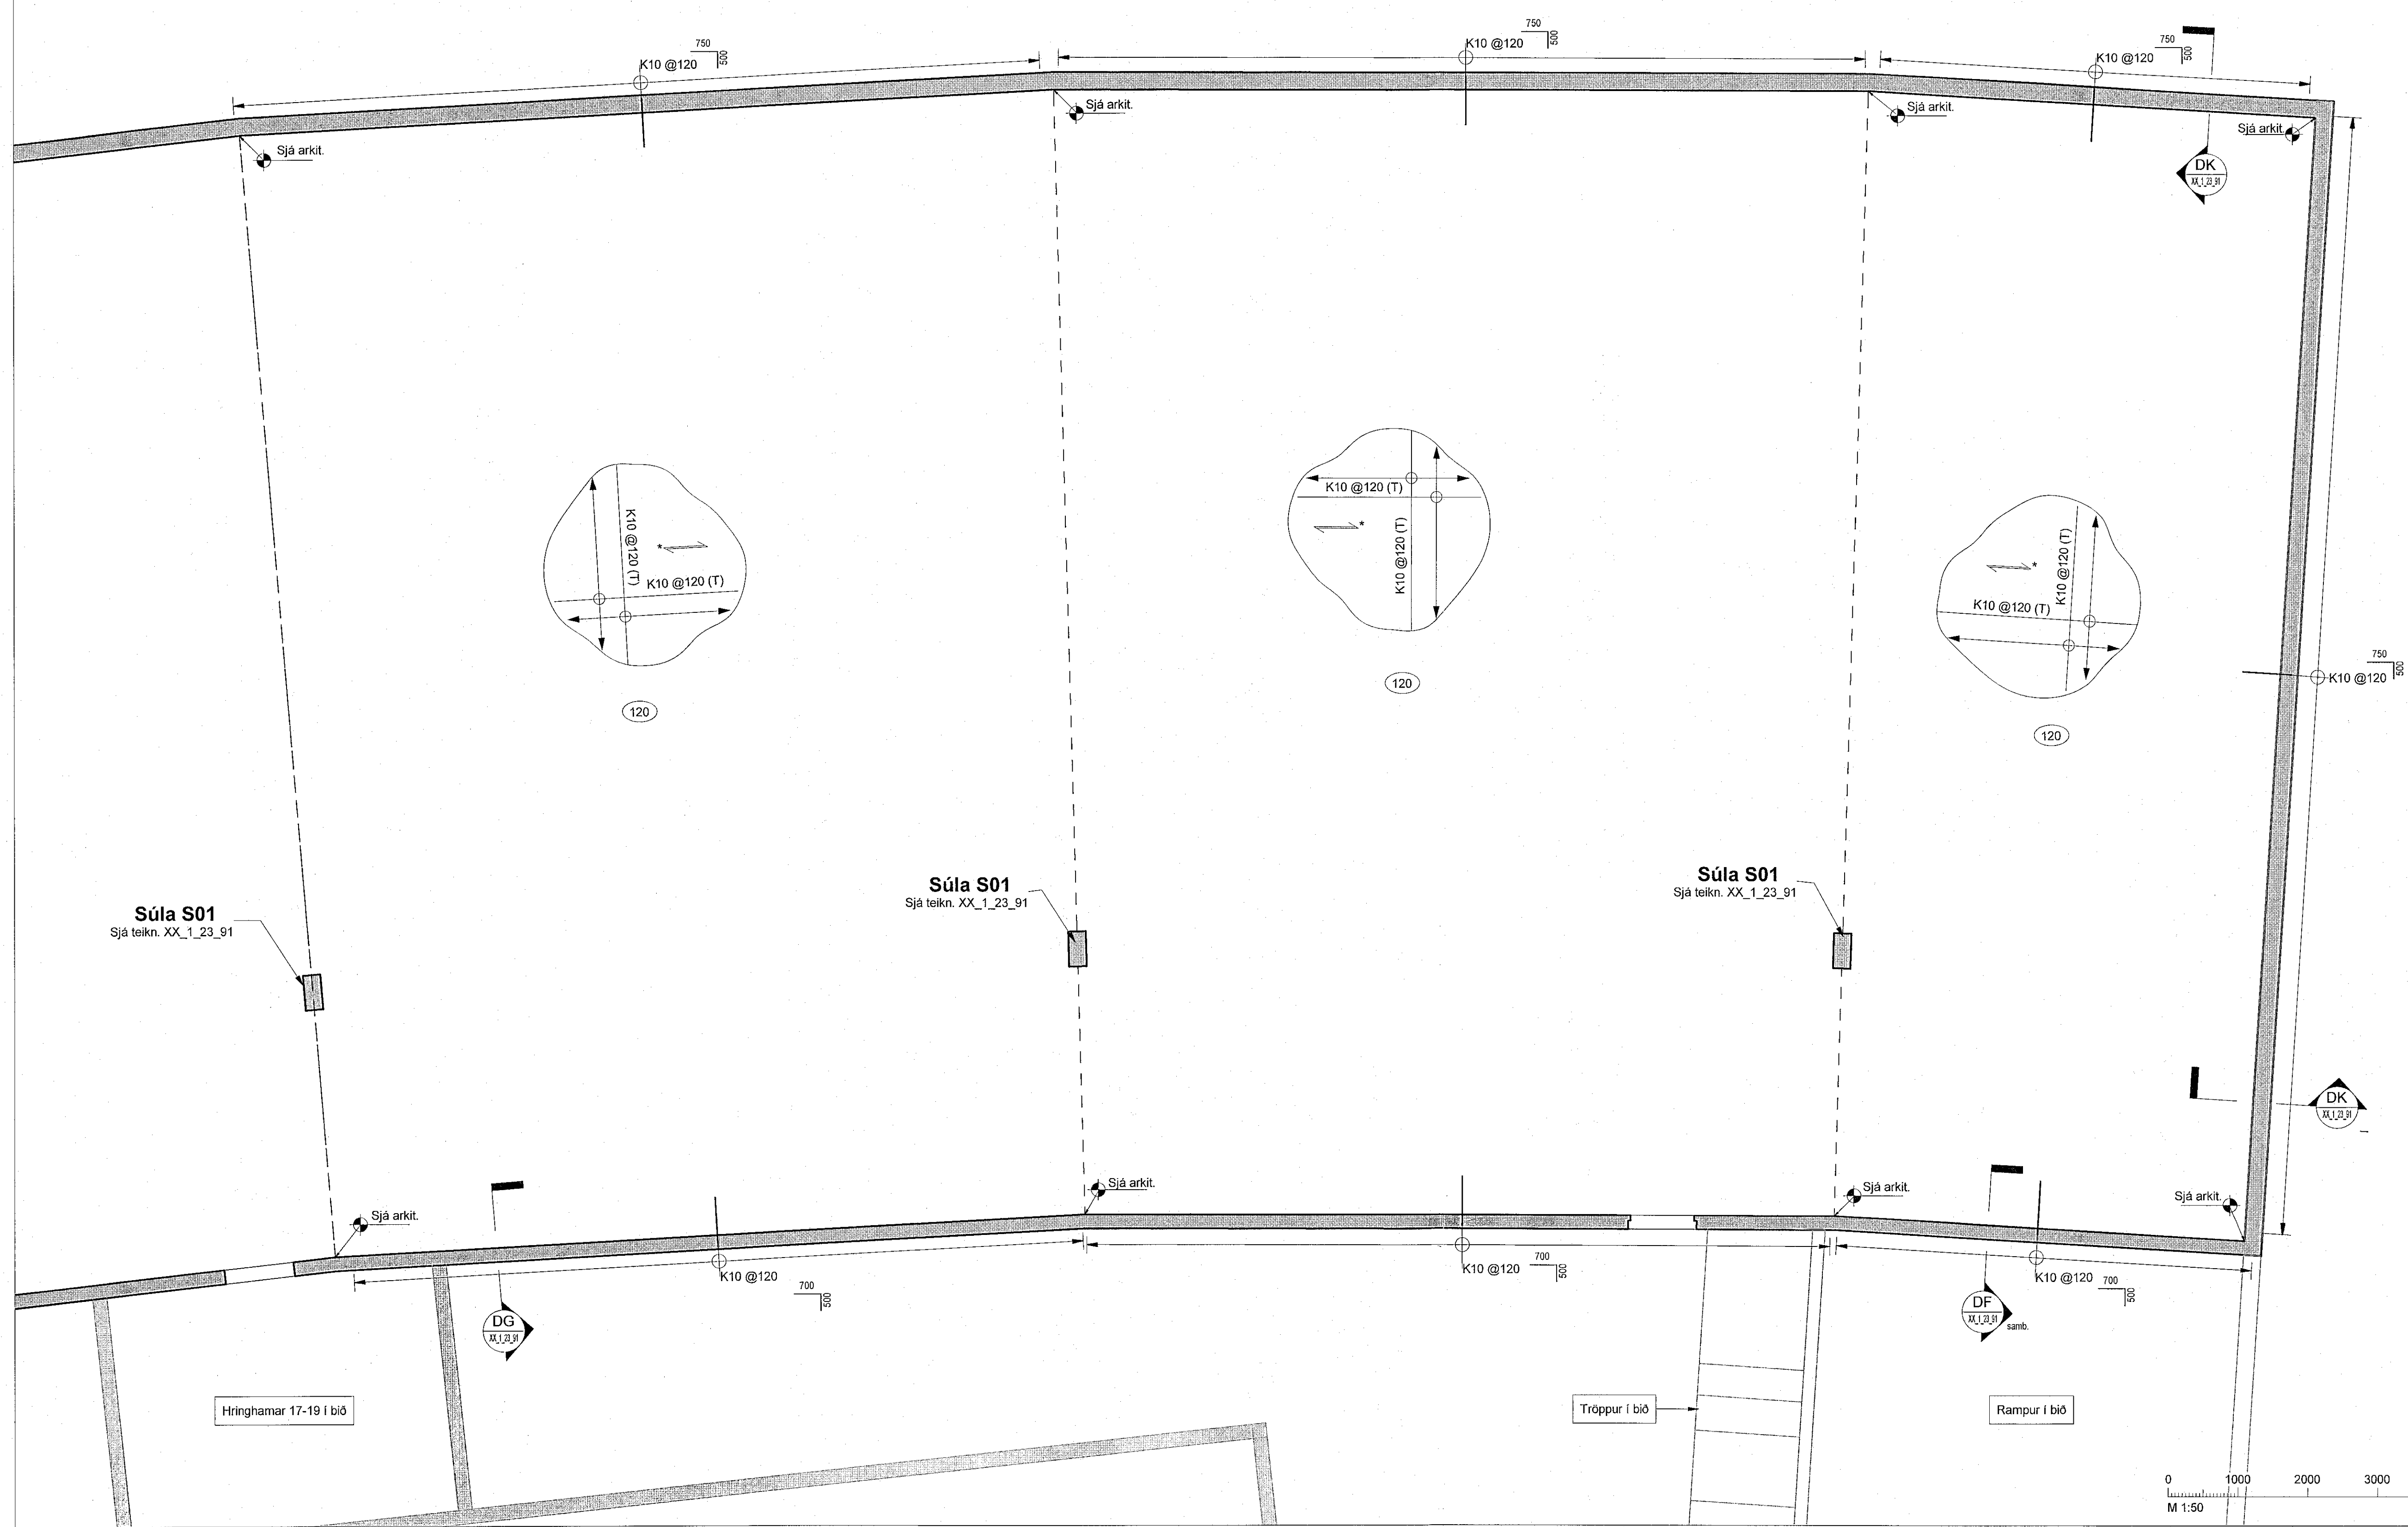 750
500
K10 @120
750
500
K10 @120
750
500
K10 @120
Sjá arkit.
Sjá arkit.
Sjá arkit.
Sjá arkit.
DK
XX_1_23_91
K10 @120 (T)
*
K10 @120 (T)
120
K10 @120 (T)
*
K10 @120 (T)
120
K10 @120 (T)
*
K10 @120 (T)
120
750
500
K10 @120
Súla S01
Sjá teikn. XX_1_23_91
Súla S01
Sjá teikn. XX_1_23_91
Súla S01
Sjá teikn. XX_1_23_91
DK
XX_1_23_91
Sjá arkit.
Sjá arkit.
Sjá arkit.
Sjá arkit.
K10 @120
700
500
K10 @120
700
500
K10 @120
700
500
DG
XX_1_23_91
DF
XX_1_23_91
samb.
Hringhamar 17-19 í bið
Tröppur í bið
Rampur í bið
0 1000 2000 3000
M 1:50